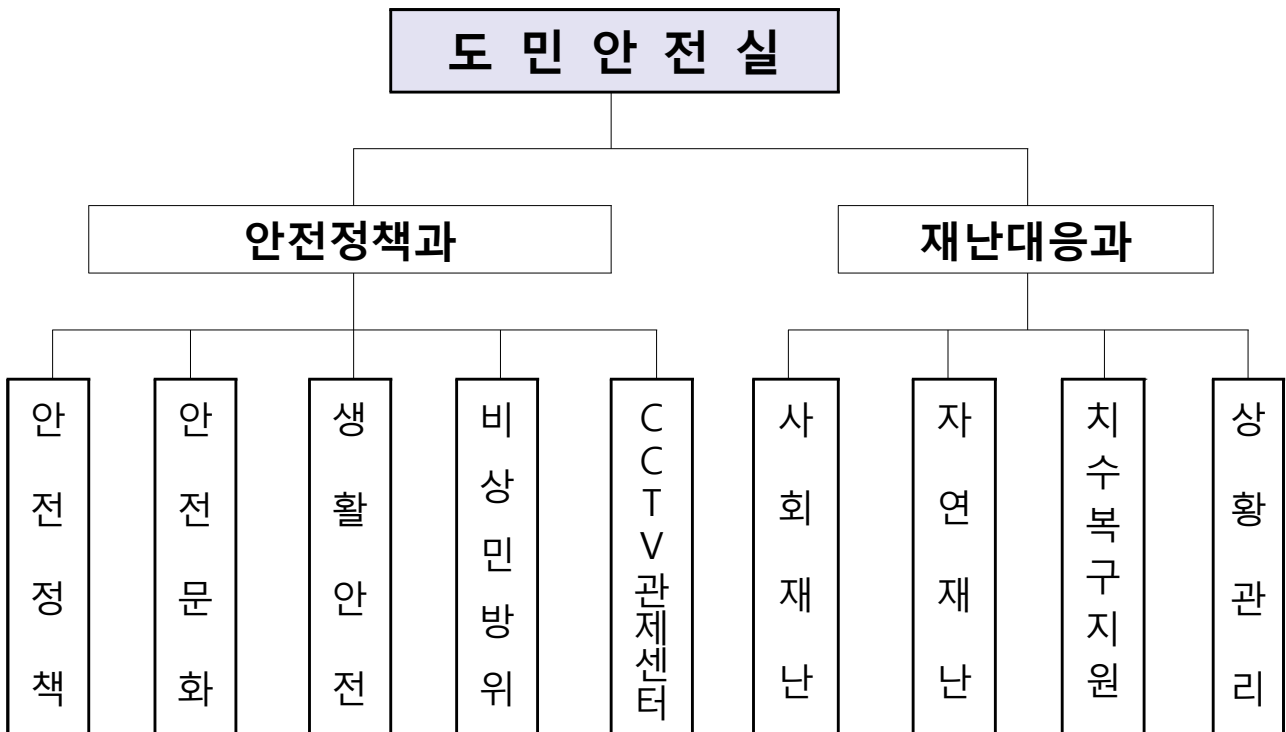 도 민 안 전 실
안전정책과
재난대응과
안전정책
안전문화
생활안전
비상민방위
CCTV관제센터
사회재난
자연재난
치수복구지원
상황관리